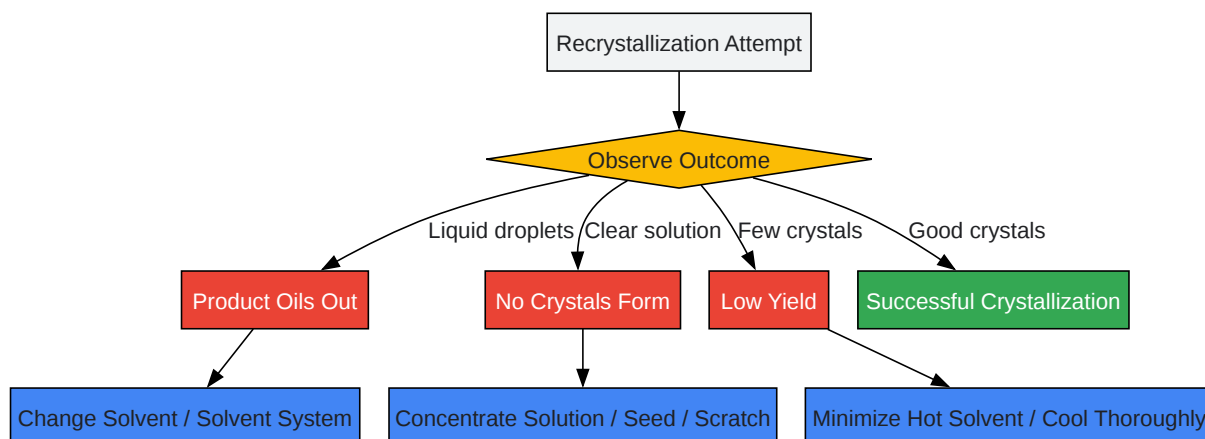 Recrystallization Attempt
Observe Outcome
Liquid droplets
Clear solution
Few crystals
Good crystals
Product Oils Out
No Crystals Form
Low Yield
Successful Crystallization
Change Solvent / Solvent System
Concentrate Solution / Seed / Scratch
Minimize Hot Solvent / Cool Thoroughly